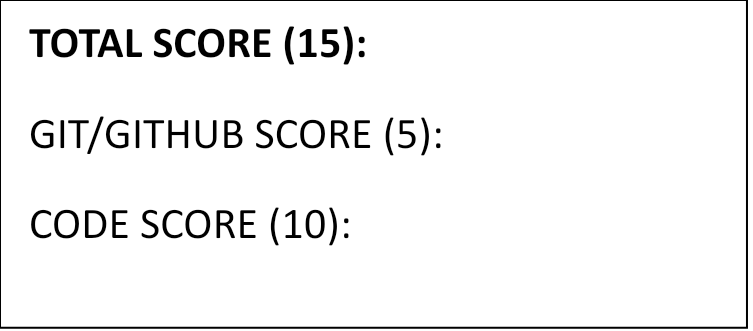 TOTAL SCORE (15):
GIT/GITHUB SCORE (5):
CODE SCORE (10):